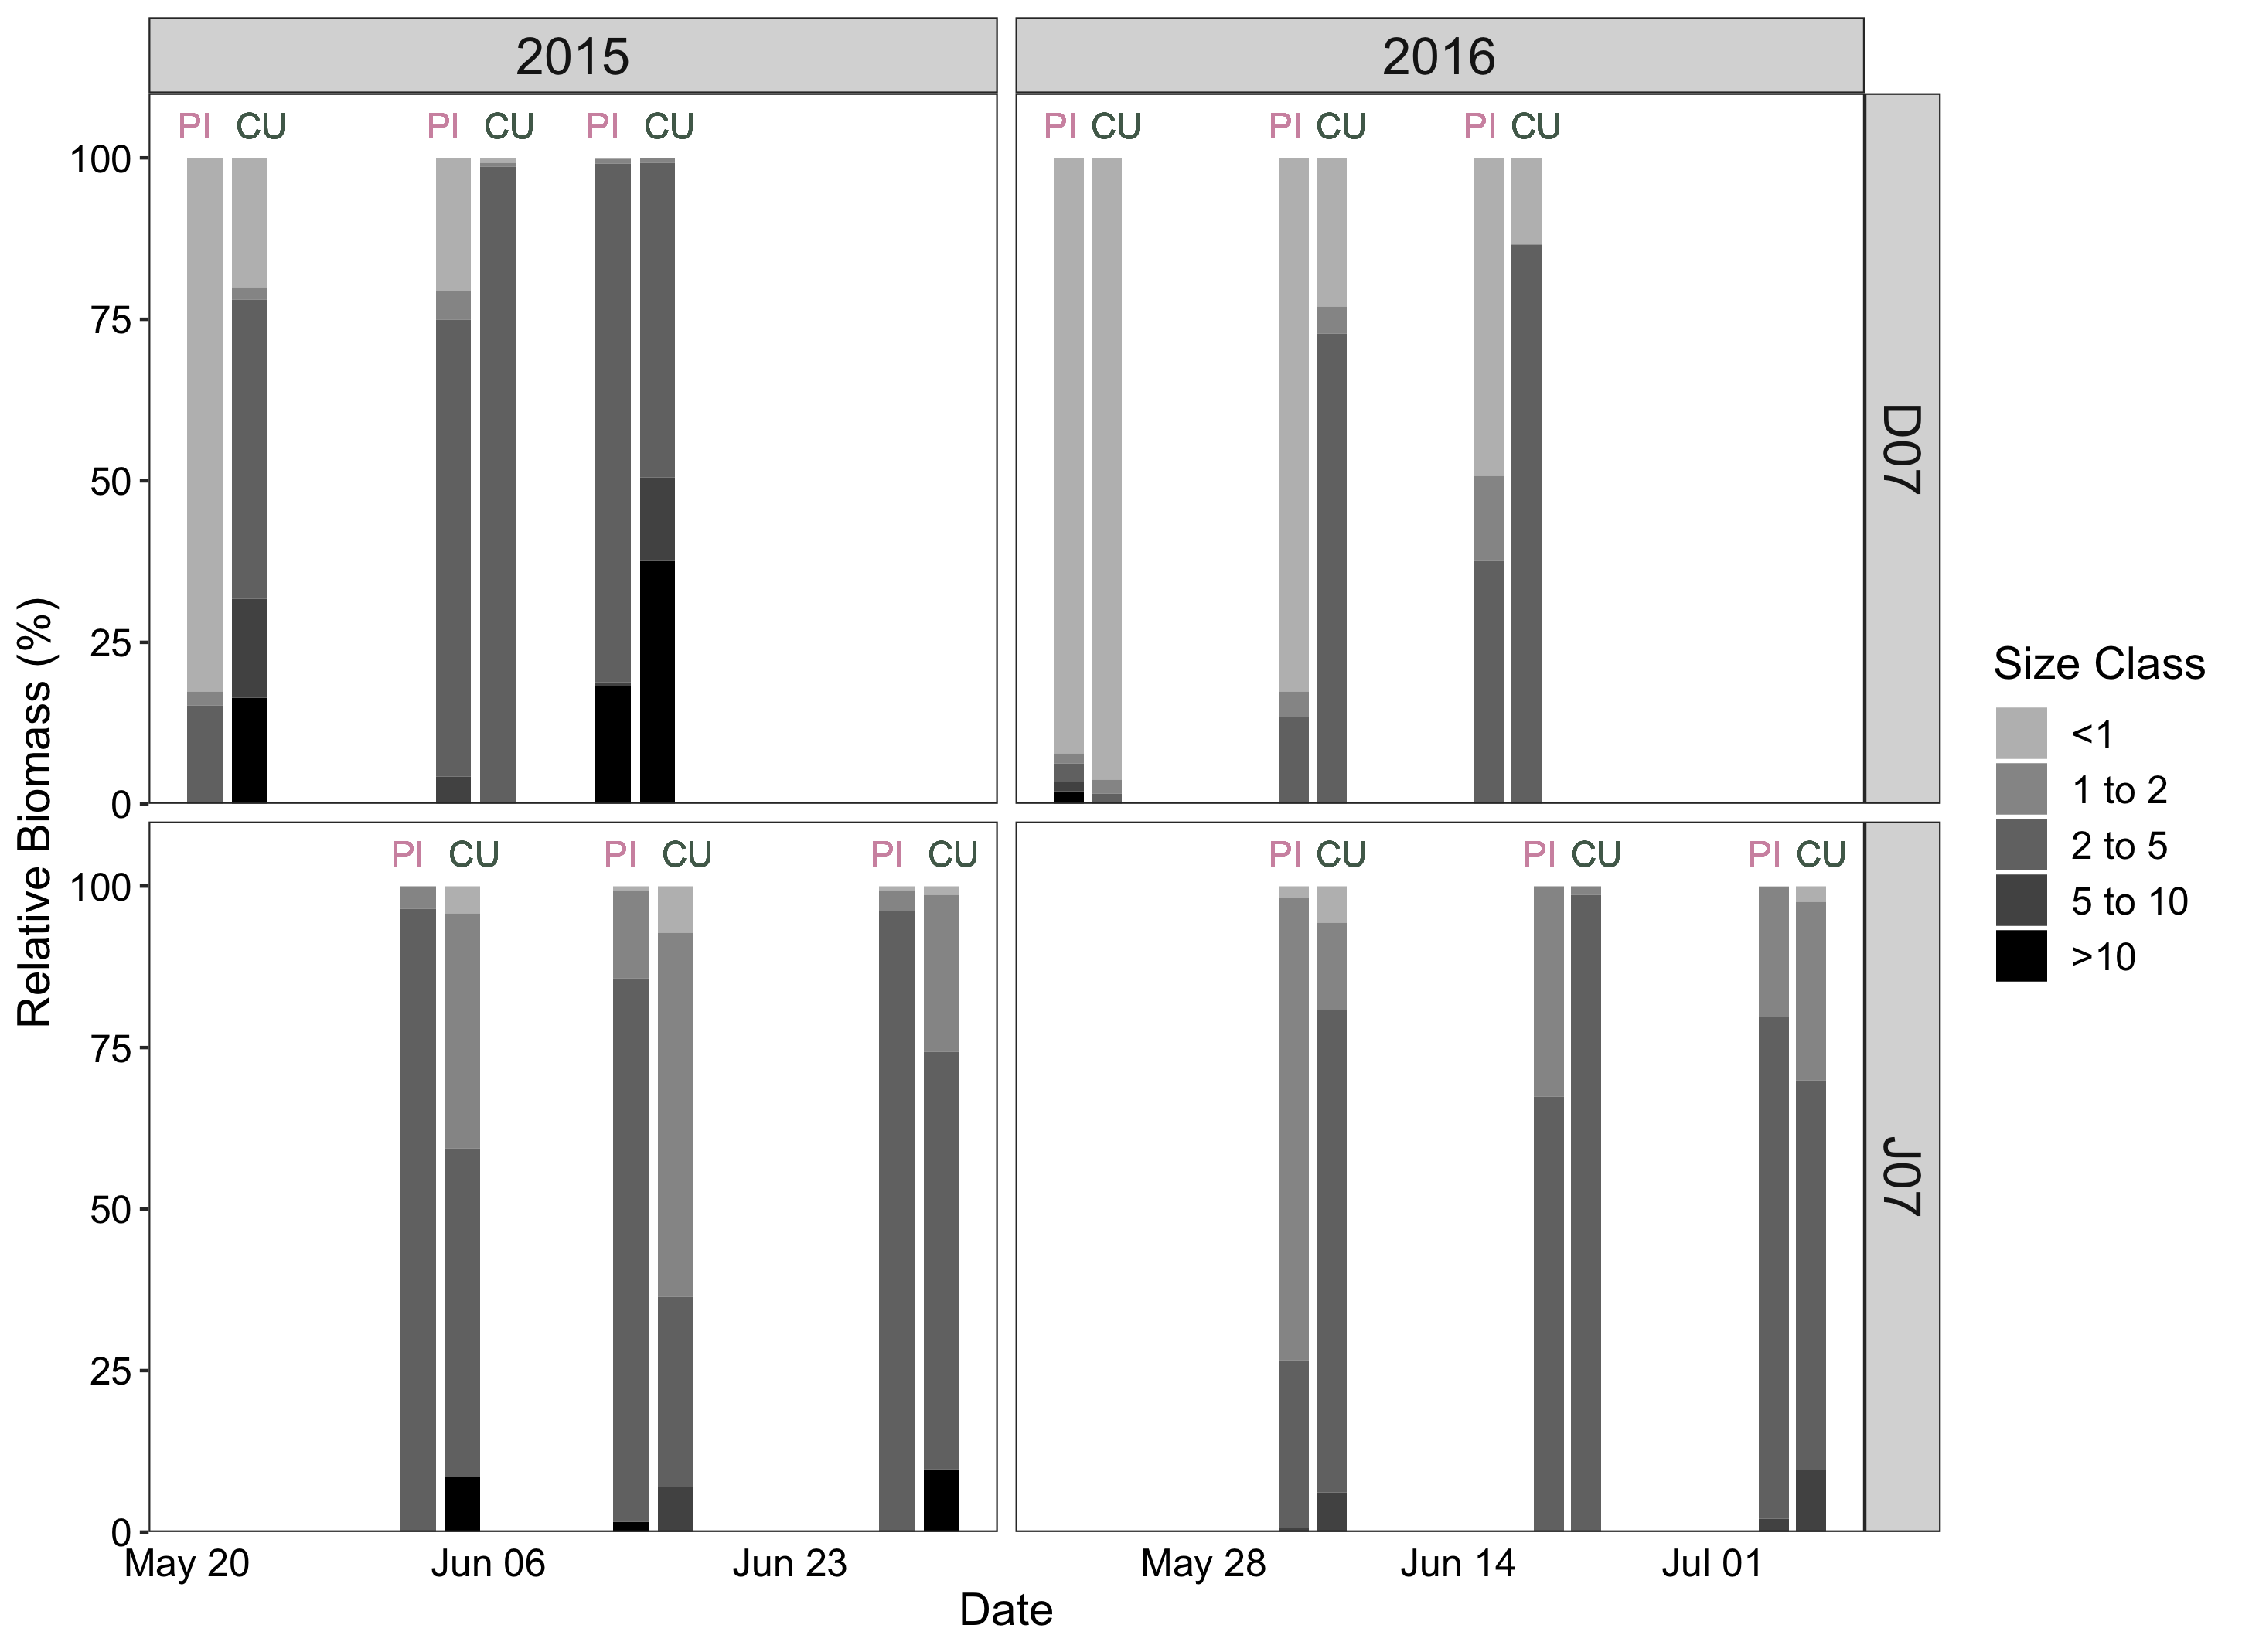 2015 2016
PI CU PI CU PI CU PI CU PI CU PI CU
100
75
50
25
0
D07
PI CU PI CU PI CU PI CU PI CU PI CU
100
75
50
25
0
J07
Relative Biomass (%)
May 20 Jun 06 Jun 23 May 28 Jun 14 Jul 01
Date
Size Class
<1
1 to 2
2 to 5
5 to 10
>10